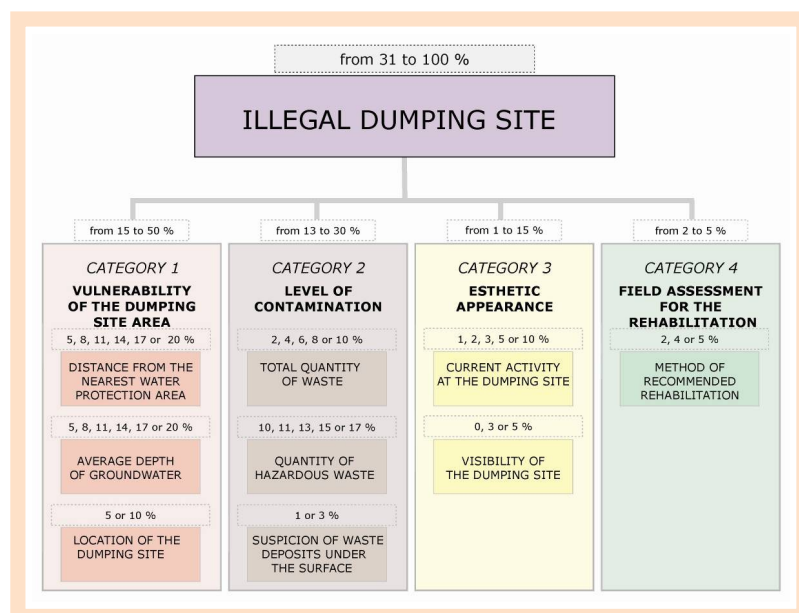 from 31 to 100 %
ILLEGAL DUMPING SITE
from 15 to 50 %
CATEGORY 1
VULNERABILITY
OF THE DUMPING
SITE AREA
5, 8, 11, 14, 17 or 20 %
DISTANCE FROM THE
NEAREST WATER
PROTECTION AREA
5, 8, 11, 14, 17 or 20 %
AVERAGE DEPTH
OF GROUNDWATER
5 or 10 %
LOCATION OF THE
DUMPING SITE
from 13 to 30 %
CATEGORY 2
LEVEL OF
CONTAMINATION
2, 4, 6, 8 or 10 %
TOTAL QUANTITY
OF WASTE
10, 11, 13, 15 or 17 %
QUANTITY OF
HAZARDOUS WASTE
1 or 3 %
SUSPICION OF WASTE
DEPOSITS UNDER
THE SURFACE
from 1 to 15 %
CATEGORY 3
ESTHETIC
APPEARANCE
1, 2, 3, 5 or 10 %
CURRENT ACTIVITY
AT THE DUMPING SITE
0, 3 or 5 %
VISIBILITY OF
THE DUMPING SITE
from 2 to 5 %
CATEGORY 4
FIELD ASSESSMENT
FOR THE
REHABILITATION
2, 4 or 5 %
METHOD OF
RECOMMENDED
REHABILITATION